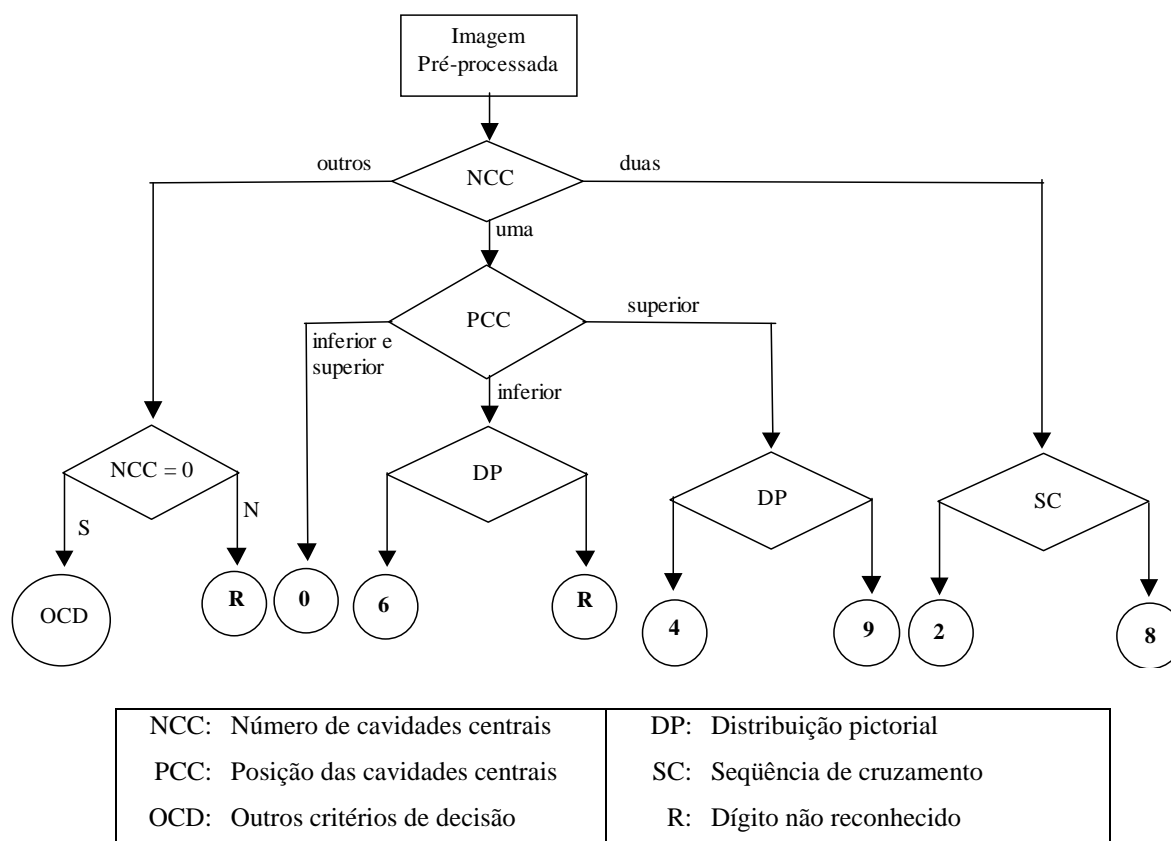 Imagem
Pré-processada
outros
NCC
duas
uma
PCC
superior
inferior e
superior
inferior
NCC = 0
DP
DP
SC
S
N
OCD
R
0
6
R
4
9
2
8
NCC: Número de cavidades centrais
DP: Distribuição pictorial
PCC: Posição das cavidades centrais
SC: Seqüência de cruzamento
OCD: Outros critérios de decisão
R: Dígito não reconhecido